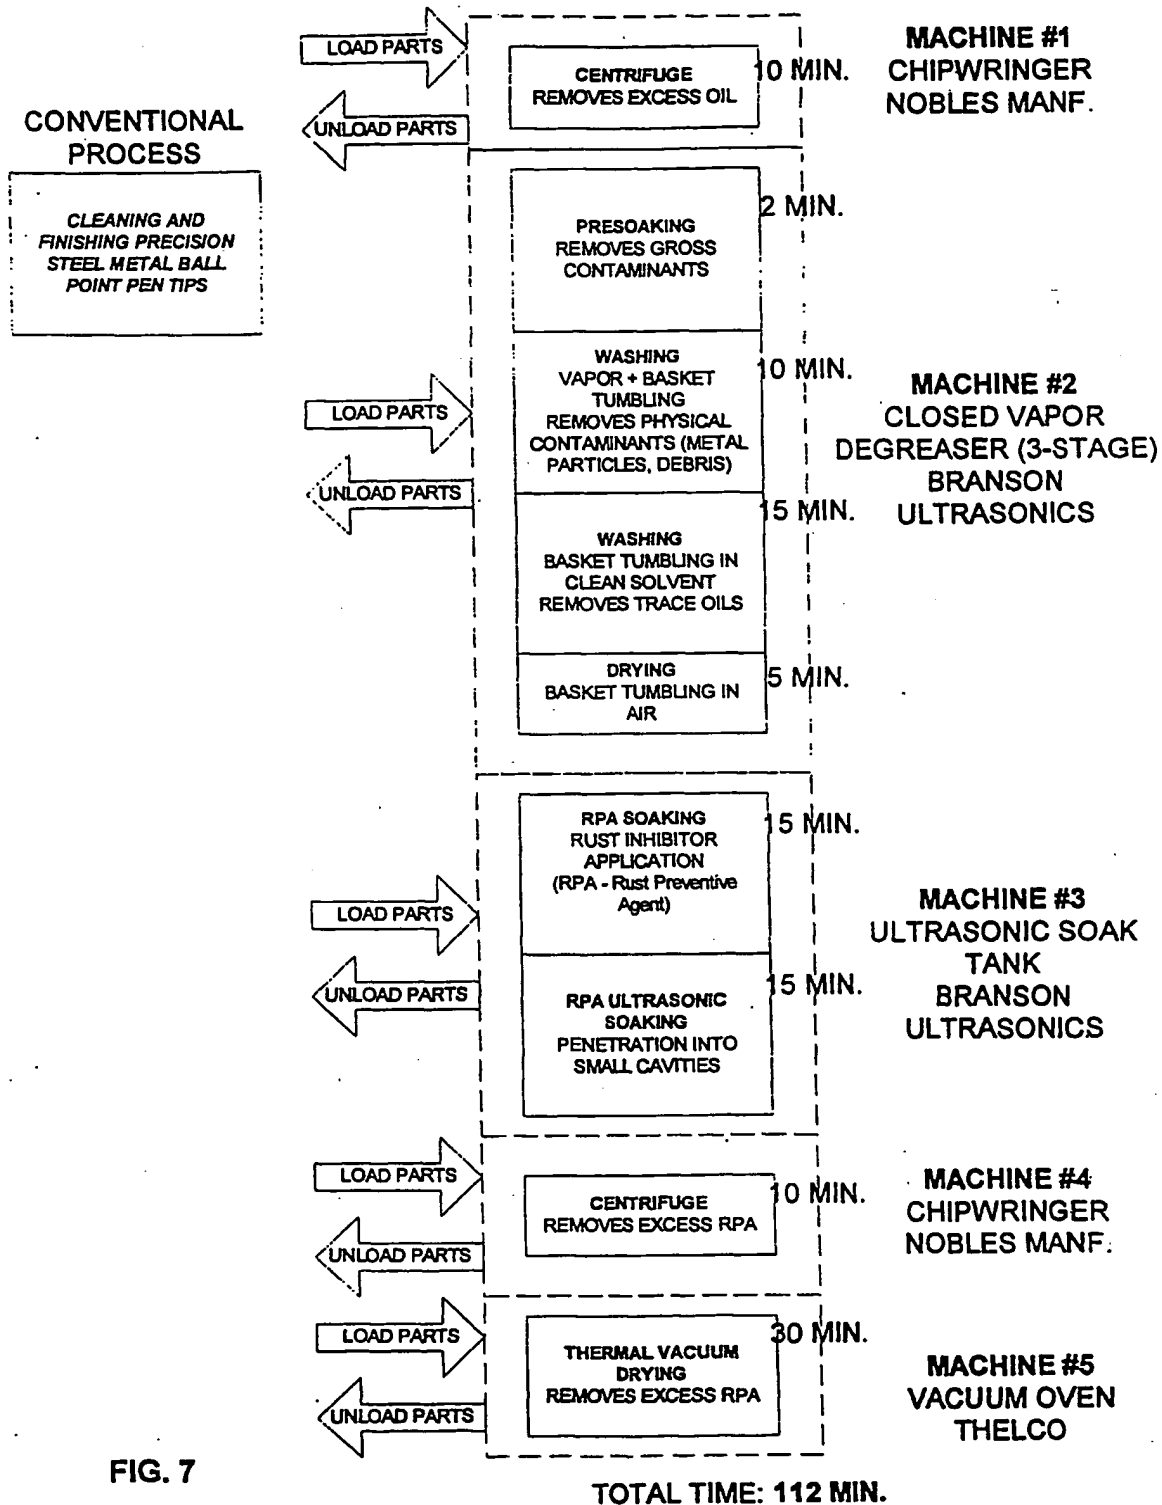 LOAD PARTS
CENTRIFUGE
REMOVES EXCESS OIL
10 MIN.
UNLOAD PARTS
MACHINE #1
CHIPWRINGER
NOBLES MANF.
CONVENTIONAL
PROCESS
CLEANING AND
FINISHING PRECISION
STEEL METAL BALL
POINT PEN TIPS
PRESOAKING
REMOVES GROSS
CONTAMINANTS
2 MIN.
WASHING
VAPOR + BASKET
TUMBLING
REMOVES PHYSICAL
CONTAMINANTS (METAL
PARTICLES, DEBRIS)
10 MIN.
LOAD PARTS
UNLOAD PARTS
WASHING
BASKET TUMBLING IN
CLEAN SOLVENT
REMOVES TRACE OILS
15 MIN.
DRYING
BASKET TUMBLING IN
AIR
5 MIN.
MACHINE #2
CLOSED VAPOR
DEGREASER (3-STAGE)
BRANSON
ULTRASONICS
RPA SOAKING
RUST INHIBITOR
APPLICATION
(RPA - Rust Preventive
Agent)
15 MIN.
LOAD PARTS
UNLOAD PARTS
RPA ULTRASONIC
SOAKING
PENETRATION INTO
SMALL CAVITIES
15 MIN.
MACHINE #3
ULTRASONIC SOAK
TANK
BRANSON
ULTRASONICS
LOAD PARTS
CENTRIFUGE
REMOVES EXCESS RPA
10 MIN.
UNLOAD PARTS
MACHINE #4
CHIPWRINGER
NOBLES MANF.
LOAD PARTS
THERMAL VACUUM
DRYING
REMOVES EXCESS RPA
30 MIN.
UNLOAD PARTS
MACHINE #5
VACUUM OVEN
THELCO
FIG. 7
TOTAL TIME: 112 MIN.